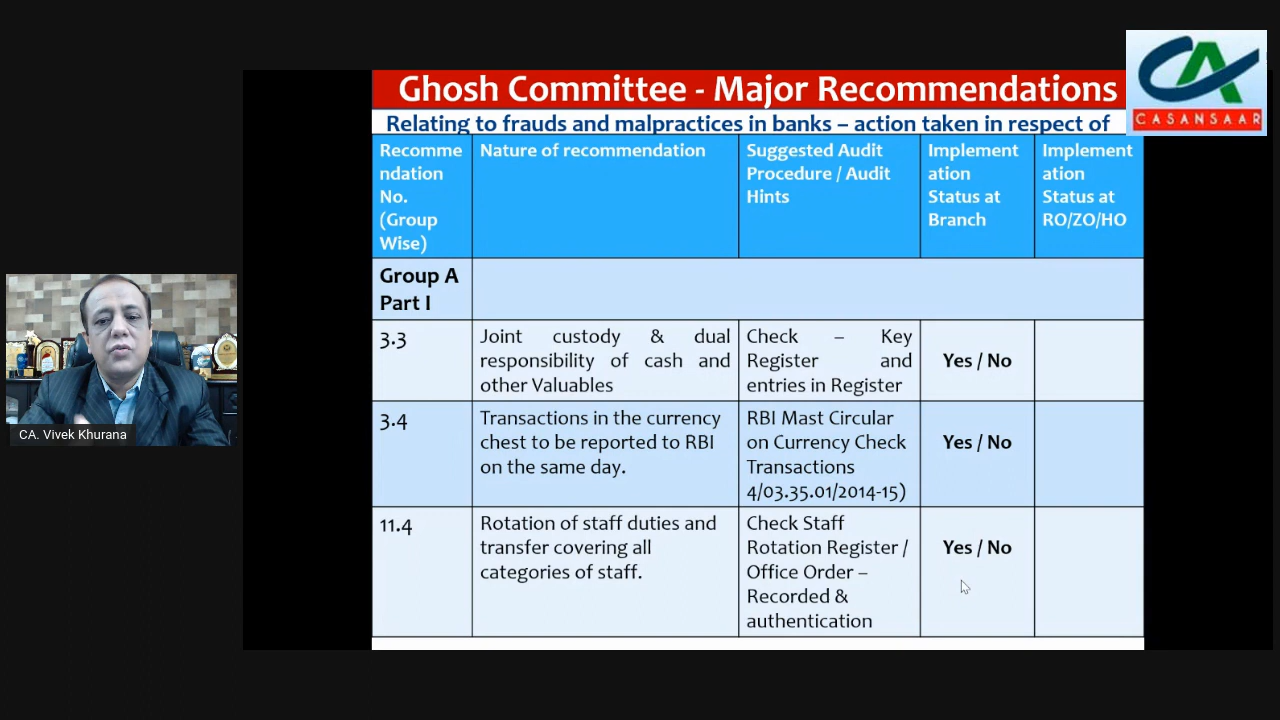 Ghosh Committee - Major Recommendations
Relating to frauds and malpractices in banks – action taken in respect of
CASANSAAR
Recomme
ndation
No.
(Group
Wise)
Nature of recommendation
Suggested Audit
Procedure / Audit
Hints
Implement
ation
Status at
Branch
Implement
ation
Status at
RO/ZO/HO
Group A
Part I
3.3
Joint custody & dual
responsibility of cash and
other Valuables
Check – Key
Register and
entries in Register
Yes / No
3.4
Transactions in the currency
chest to be reported to RBI
on the same day.
RBI Mast Circular
on Currency Check
Transactions
4/03.35.01/2014-15)
Yes / No
11.4
Rotation of staff duties and
transfer covering all
categories of staff.
Check Staff
Rotation Register /
Office Order –
Recorded &
authentication
Yes / No
CA. Vivek Khurana